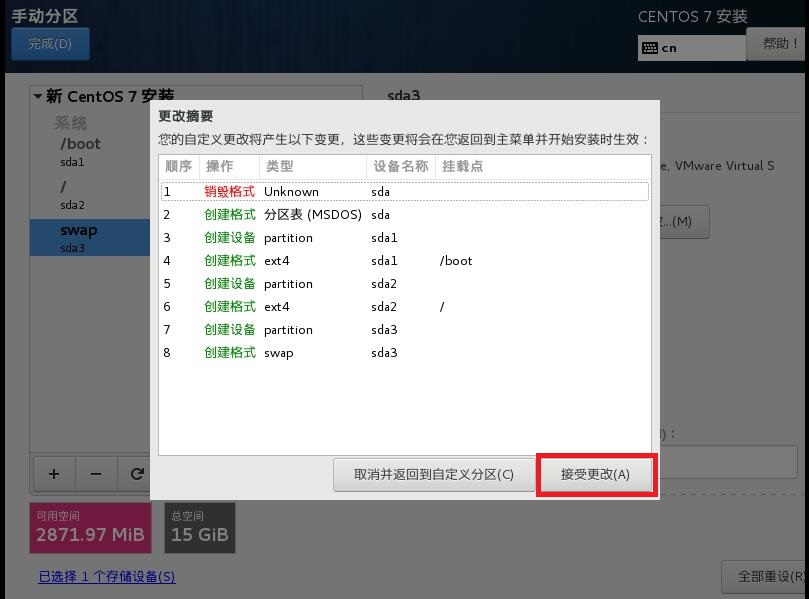 手动分区
CENTOS 7 安装
完成(D)
cn
帮助！
新 CentOS 7 安装
sda3
系统
/boot
sda1
/
sda2
swap
sda3
e, VMware Virtual S
...(M)
更改摘要
您的自定义更改将产生以下变更，这些变更将会在您返回到主菜单并开始安装时生效：
顺序 操作 类型 设备名称 挂载点
1 销毁格式 Unknown sda
2 创建格式 分区表 (MSDOS) sda
3 创建设备 partition sda1
4 创建格式 ext4 sda1 /boot
5 创建设备 partition sda2
6 创建格式 ext4 sda2 /
7 创建设备 partition sda3
8 创建格式 swap sda3
取消并返回到自定义分区(C)
接受更改(A)
可用空间
2871.97 MiB
总空间
15 GiB
已选择 1 个存储设备(S)
全部重设(R